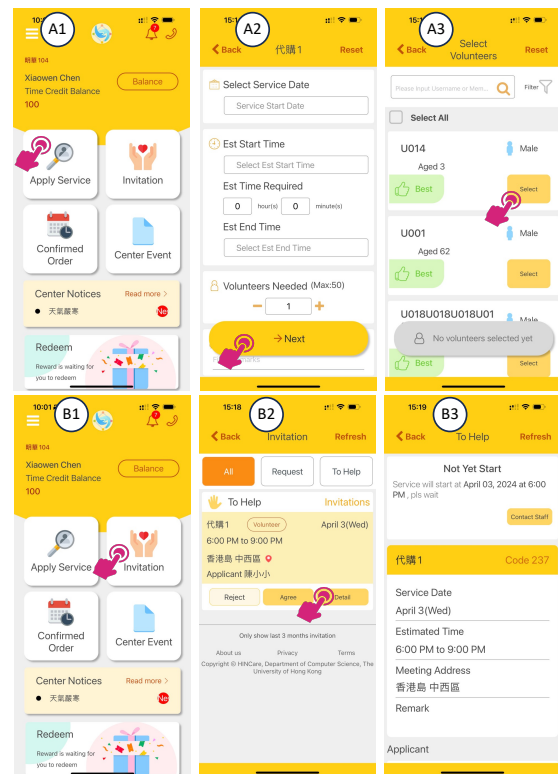 A1
Xiaowen Chen
Time Credit Balance
100
Balance
Apply Service
Invitation
Confirmed
Order
Center Event
Center Notices
Read more >
天氣嚴寒
Redeem
Reward is waiting for
you to redeem
A2
Back
代購1
Reset
Select Service Date
Service Start Date
Est Start Time
Select Est Start Time
Est Time Required
0 hour(s) 0 minute(s)
Est End Time
Select Est End Time
Volunteers Needed (Max:50)
1
Next
A3
Back
Select
Volunteers
Reset
Please Input Username or Mem...
Filter
Select All
U014
Male
Aged 3
Best
Select
U001
Male
Aged 62
Best
Select
U018U018U018U01
Male
No volunteers selected yet
Best
Select
B1
10:01
Xiaowen Chen
Time Credit Balance
100
Balance
Apply Service
Invitation
Confirmed
Order
Center Event
Center Notices
Read more >
天氣嚴寒
Redeem
Reward is waiting for
you to redeem
B2
15:18
Back
Invitation
Refresh
All
Request
To Help
To Help
Invitations
代購1
Volunteer
April 3(Wed)
6:00 PM to 9:00 PM
香港島 中西區
Applicant 陳小小
Reject
Agree
Detail
Only show last 3 months invitation
About us
Privacy
Terms
Copyright © HINCare, Department of Computer Science, The
University of Hong Kong
B3
15:19
Back
To Help
Refresh
Not Yet Start
Service will start at April 03, 2024 at 6:00
PM , pls wait
Contact Staff
代購1
Code 237
Service Date
April 3(Wed)
Estimated Time
6:00 PM to 9:00 PM
Meeting Address
香港島 中西區
Remark
Applicant